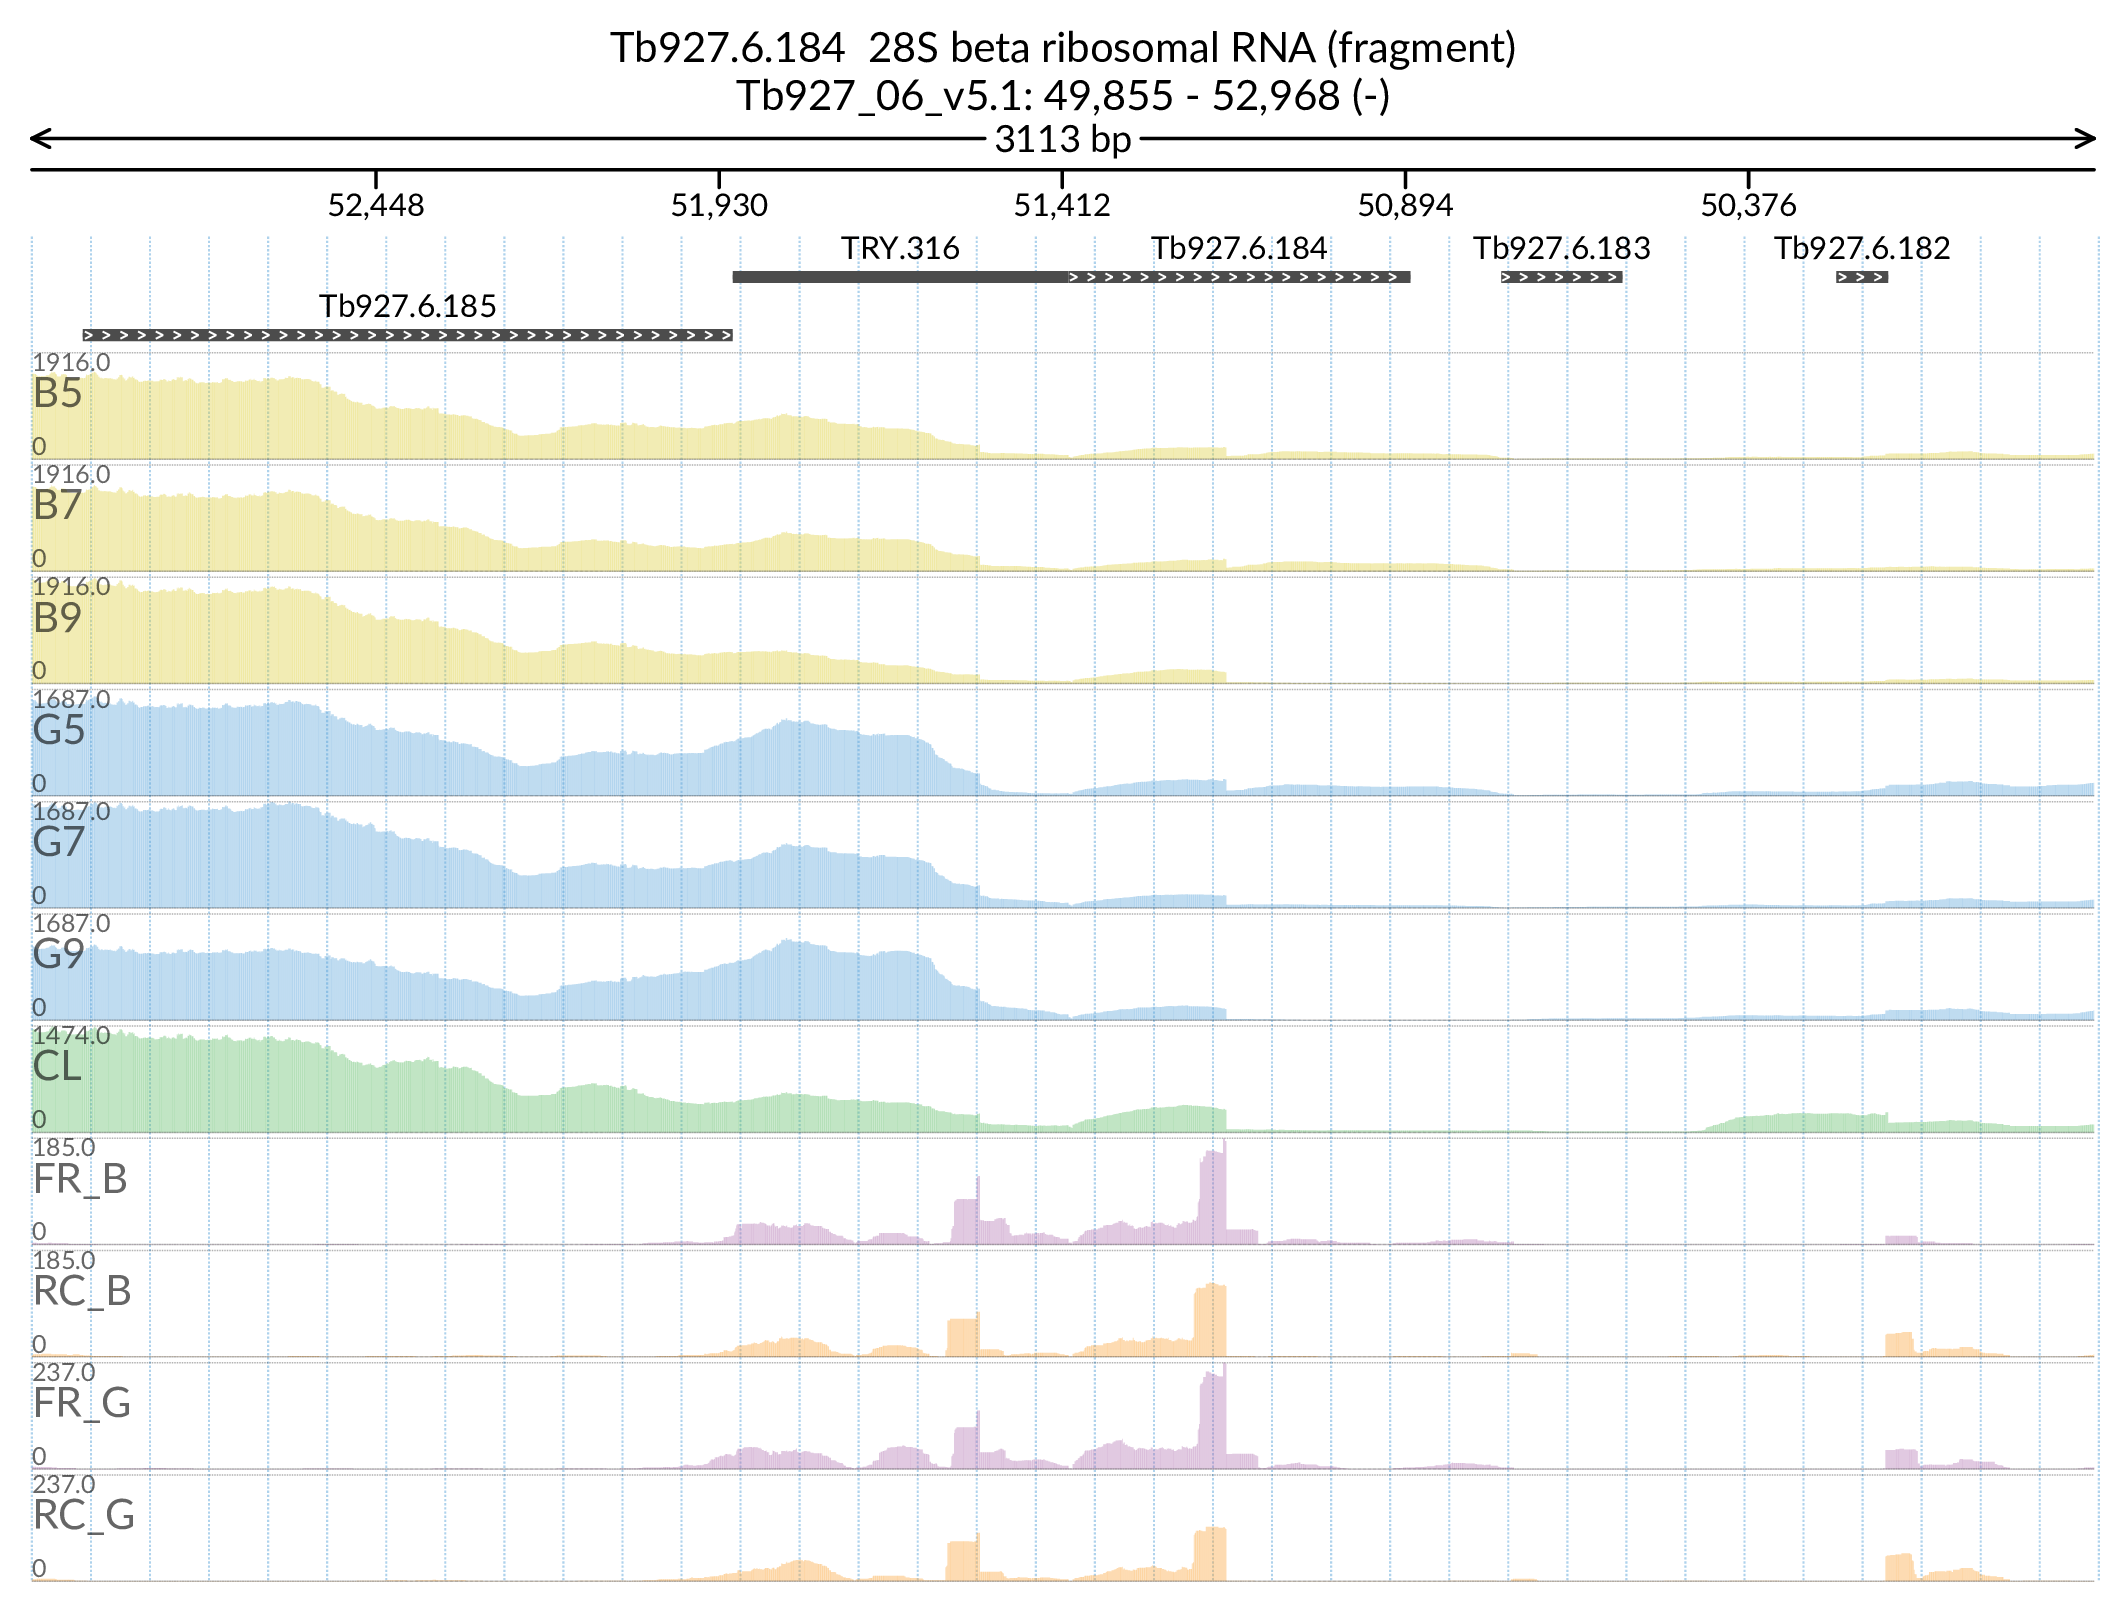 Tb927.6.184  28S beta ribosomal RNA (fragment)
Tb927_06_v5.1: 49,855 - 52,968 (-)
3113 bp
52,448 51,930 51,412 50,894 50,376
TRY.316 Tb927.6.184 Tb927.6.183 Tb927.6.182
Tb927.6.185
1916.0
B5
0
1916.0
B7
0
1916.0
B9
0
1687.0
G5
0
1687.0
G7
0
1687.0
G9
0
1474.0
CL
0
185.0
FR_B
0
185.0
RC_B
0
237.0
FR_G
0
237.0
RC_G
0